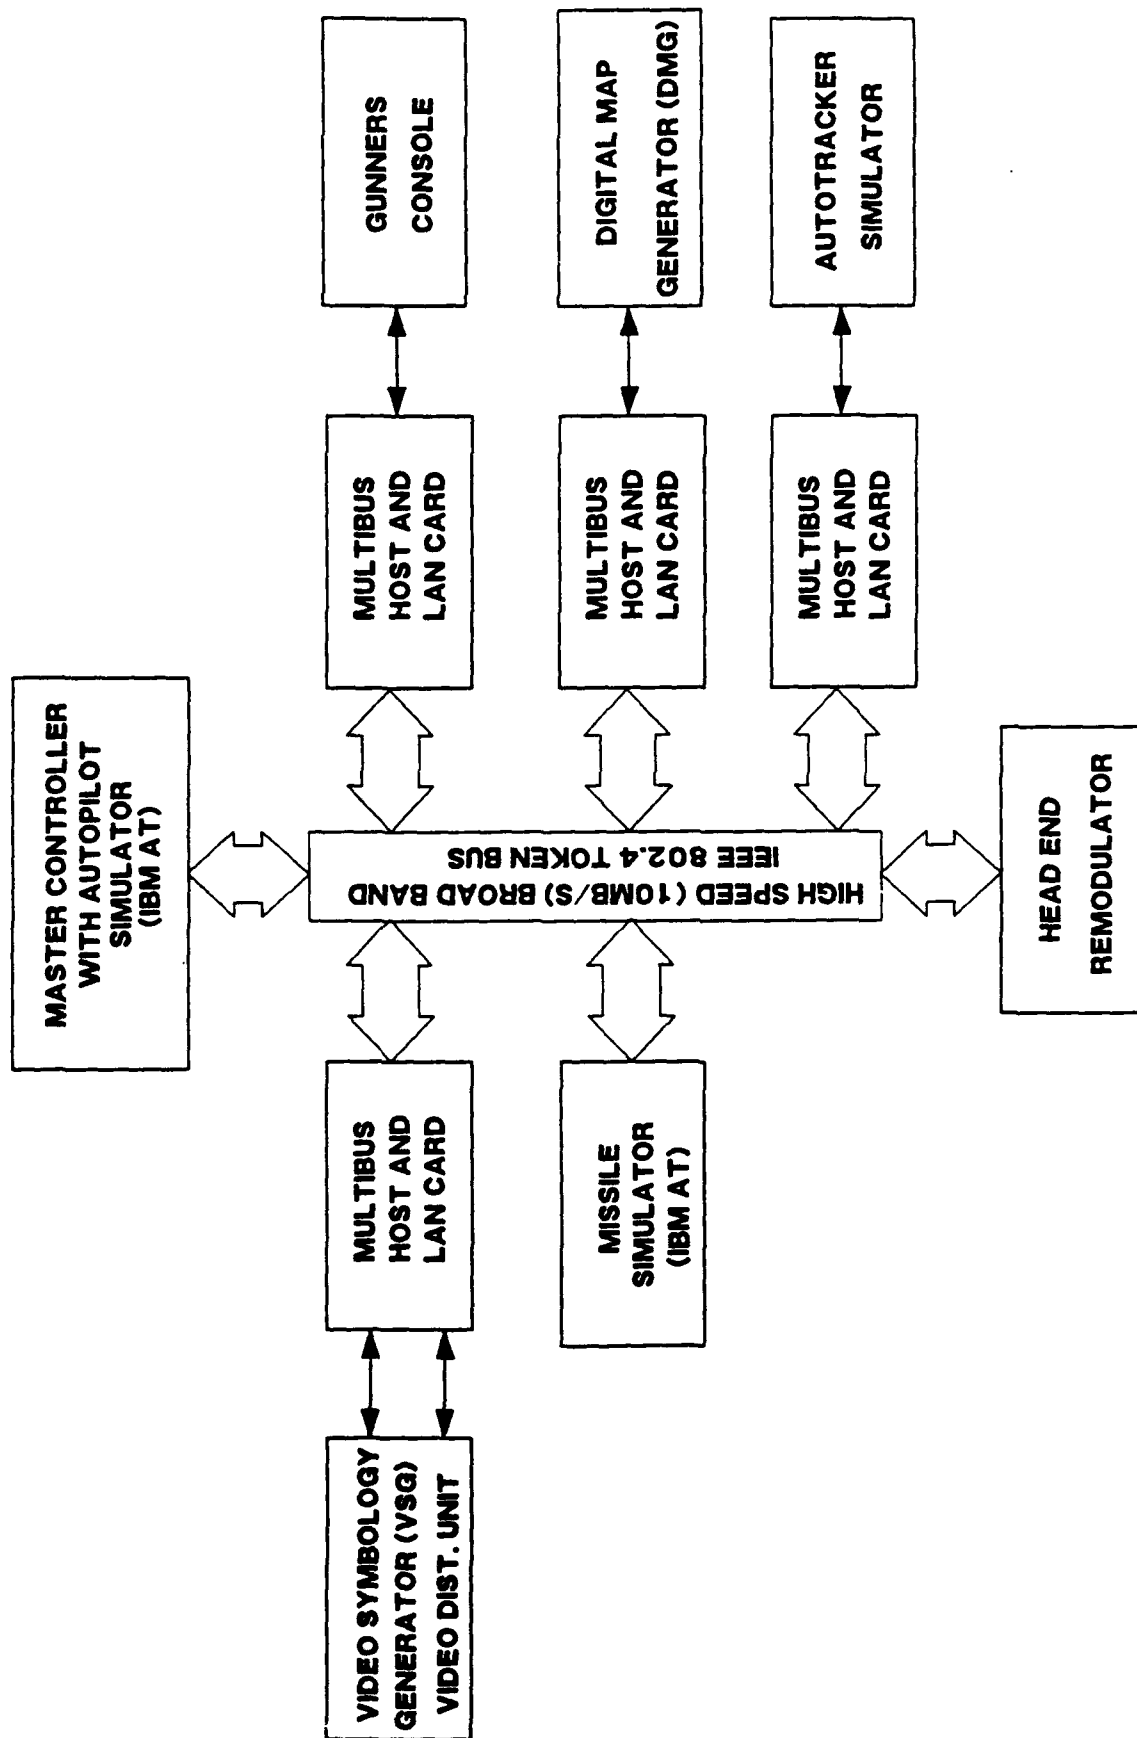 MASTER CONTROLLER
WITH AUTOPILOT
SIMULATOR
(IBM AT)
VIDEO SYMBOLOGY
GENERATOR (VSG)
VIDEO DIST. UNIT
MULTIBUS
HOST AND
LAN CARD
MULTIBUS
HOST AND
LAN CARD
GUNNERS
CONSOLE
HIGH SPEED (10MB/S) BROAD BAND
IEEE 802.4 TOKEN BUS
MISSILE
SIMULATOR
(IBM AT)
MULTIBUS
HOST AND
LAN CARD
DIGITAL MAP
GENERATOR (DMG)
MULTIBUS
HOST AND
LAN CARD
AUTOTRACKER
SIMULATOR
HEAD END
REMODULATOR